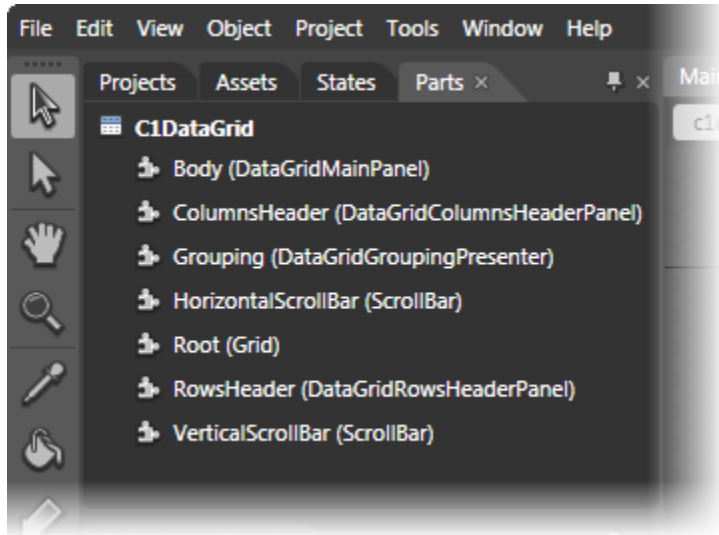 File Edit View Object Project Tools Window Help
Projects Assets States Parts
C1DataGrid
Body (DataGridMainPanel)
ColumnsHeader (DataGridColumnsHeaderPanel)
Grouping (DataGridGroupingPresenter)
HorizontalScrollBar (ScrollBar)
Root (Grid)
RowsHeader (DataGridRowsHeaderPanel)
VerticalScrollBar (ScrollBar)